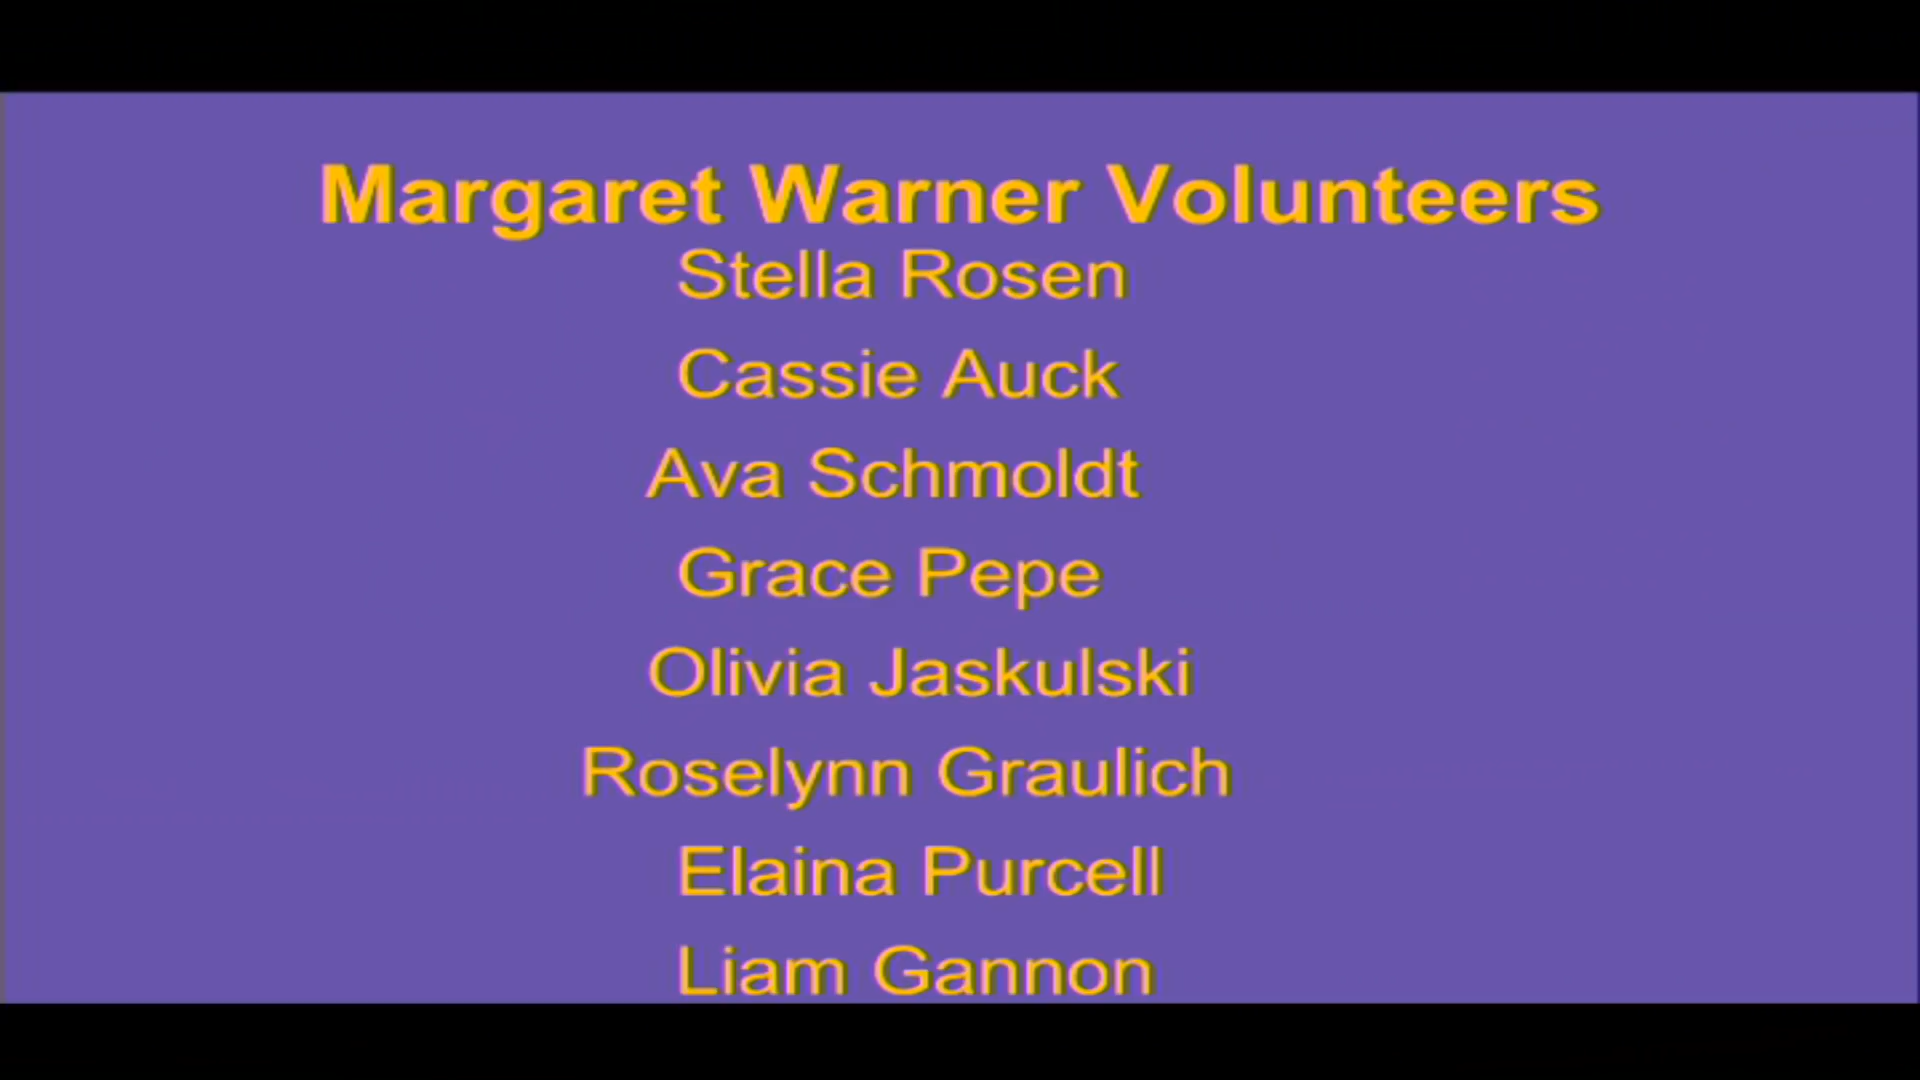 Margaret Warner Volunteers
Stella Rosen
Cassie Auck
Ava Schmoldt
Grace Pepe
Olivia Jaskulski
Roselynn Graulich
Elaina Purcell
Liam Gannon